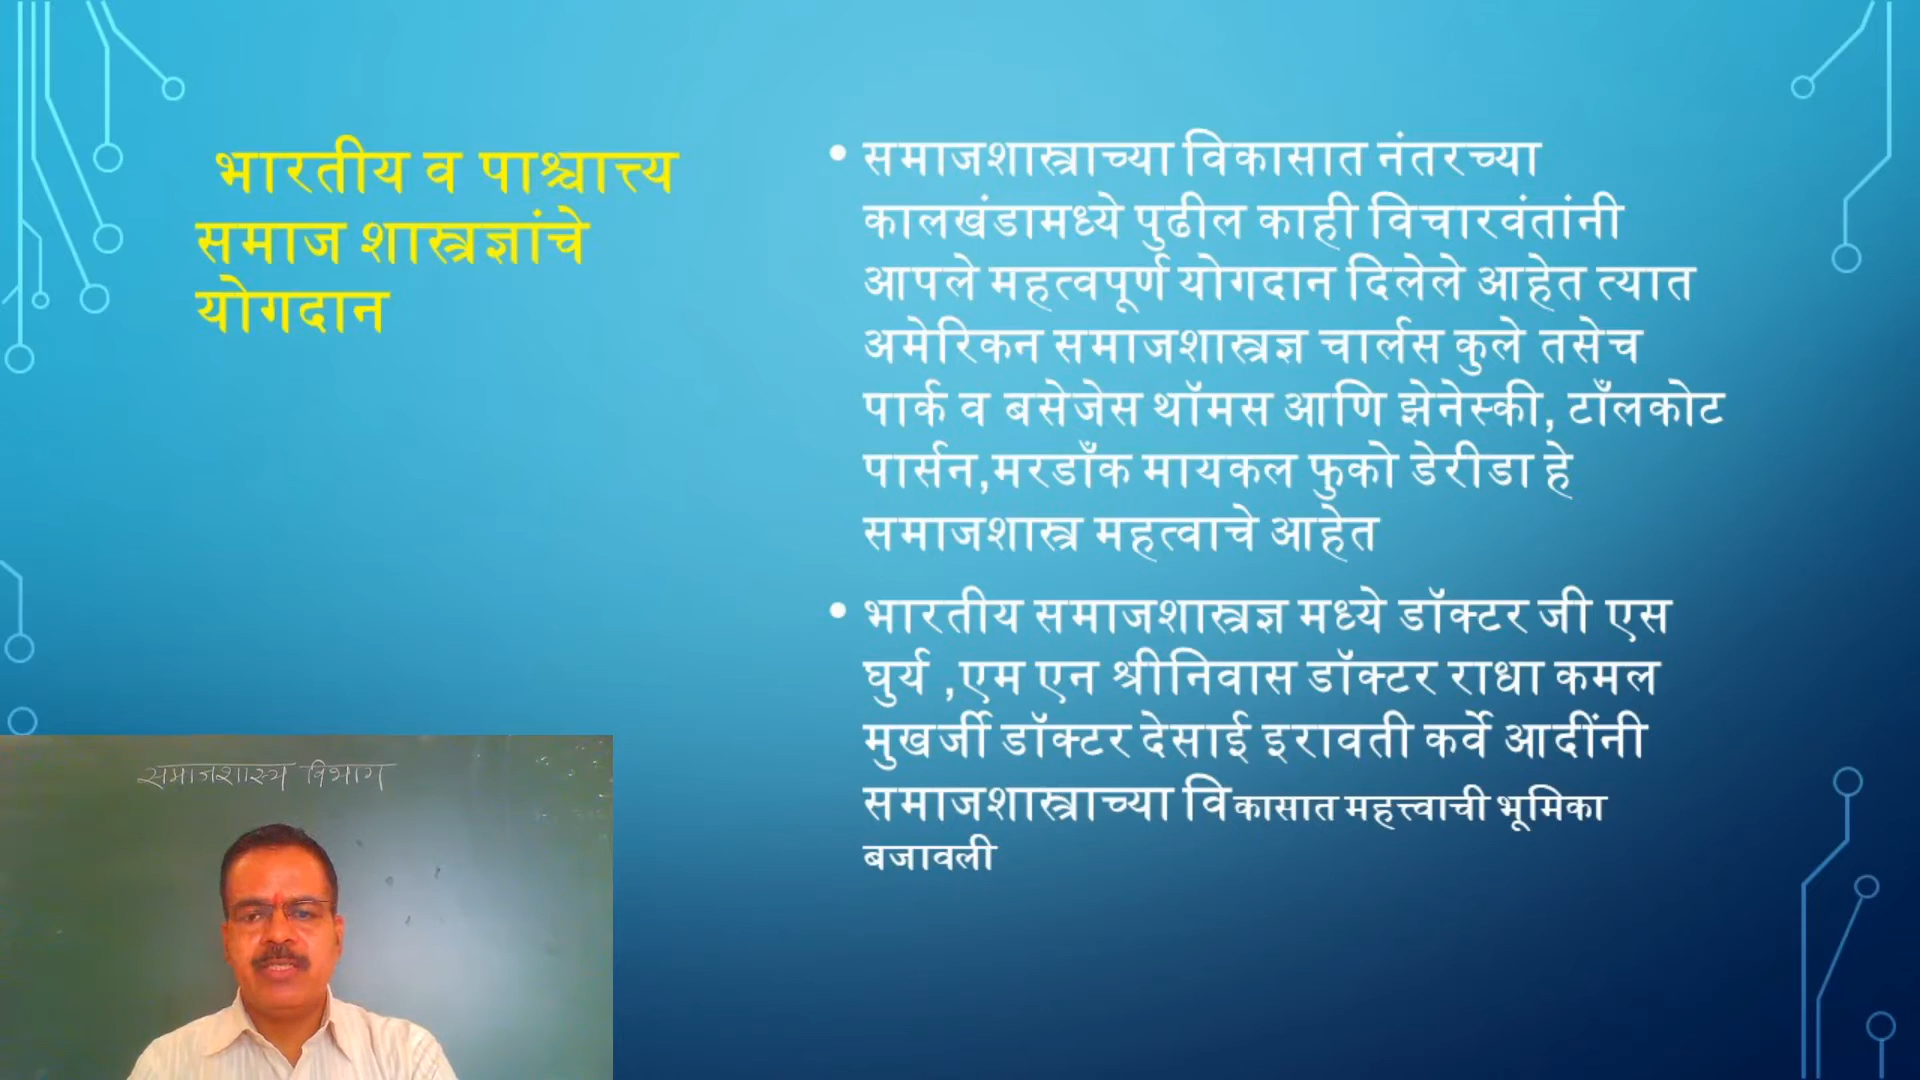 भारतीय व पाश्चात्त्य
समाज शास्त्रज्ञांचे
योगदान
• समाजशास्त्राच्या विकासात नंतरच्या
कालखंडामध्ये पुढील काही विचारवंतांनी
आपले महत्वपूर्ण योगदान दिलेले आहेत त्यात
अमेरिकन समाजशास्त्रज्ञ चार्लस कुले तसेच
पार्क व बसेजेस थॉमस आणि झेनेस्की, टाँलकोट
पार्सन,मरडाँक मायकल फुको डेरीडा हे
समाजशास्त्र महत्वाचे आहेत
• भारतीय समाजशास्त्रज्ञ मध्ये डॉक्टर जी एस
घुर्य ,एम एन श्रीनिवास डॉक्टर राधा कमल
मुखर्जी डॉक्टर देसाई इरावती कर्वे आदींनी
समाजशास्त्राच्या विकासात महत्त्वाची भूमिका
बजावली
समाजशास्त्र विभाग